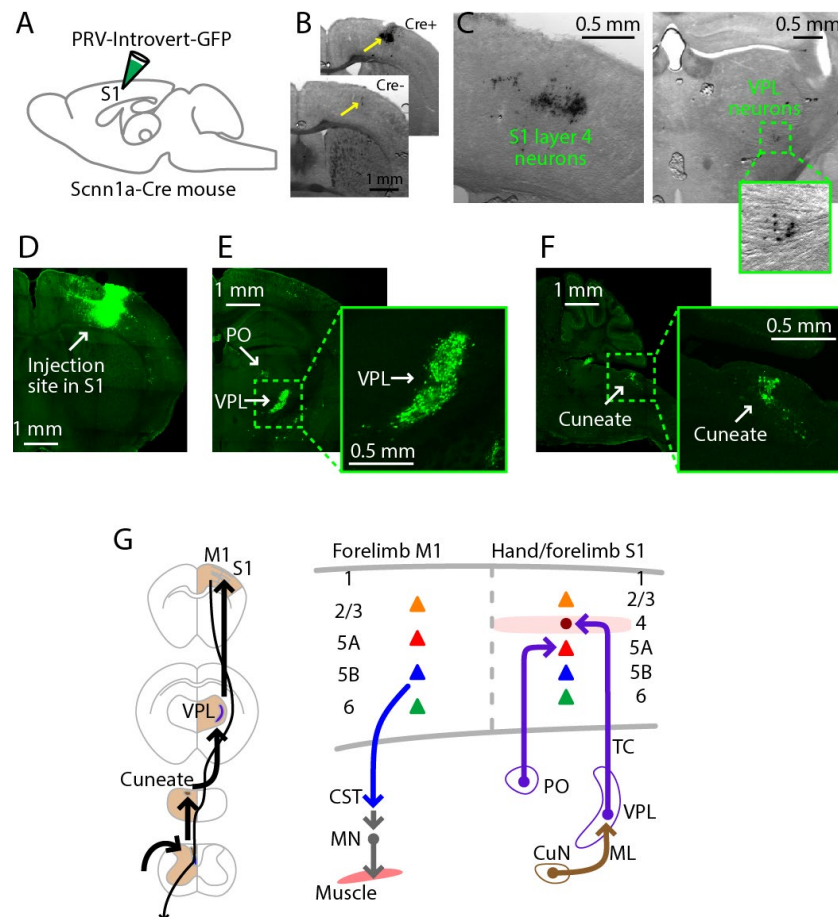 A
PRV-Introvert-GFP
S1
Scnn1a-Cre mouse
B
Cre+
Cre-
1 mm
C
0.5 mm
S1 layer 4
neurons
0.5 mm
VPL
neurons
D
Injection
site in S1
1 mm
E
1 mm
PO
VPL
VPL
0.5 mm
F
1 mm
Cuneate
0.5 mm
Cuneate
G
M1
S1
VPL
Cuneate
Forelimb M1
Hand/forelimb S1
1
2/3
5A
5B
6
1
2/3
4
5A
5B
6
CST
MN
Muscle
PO
TC
VPL
CuN
ML